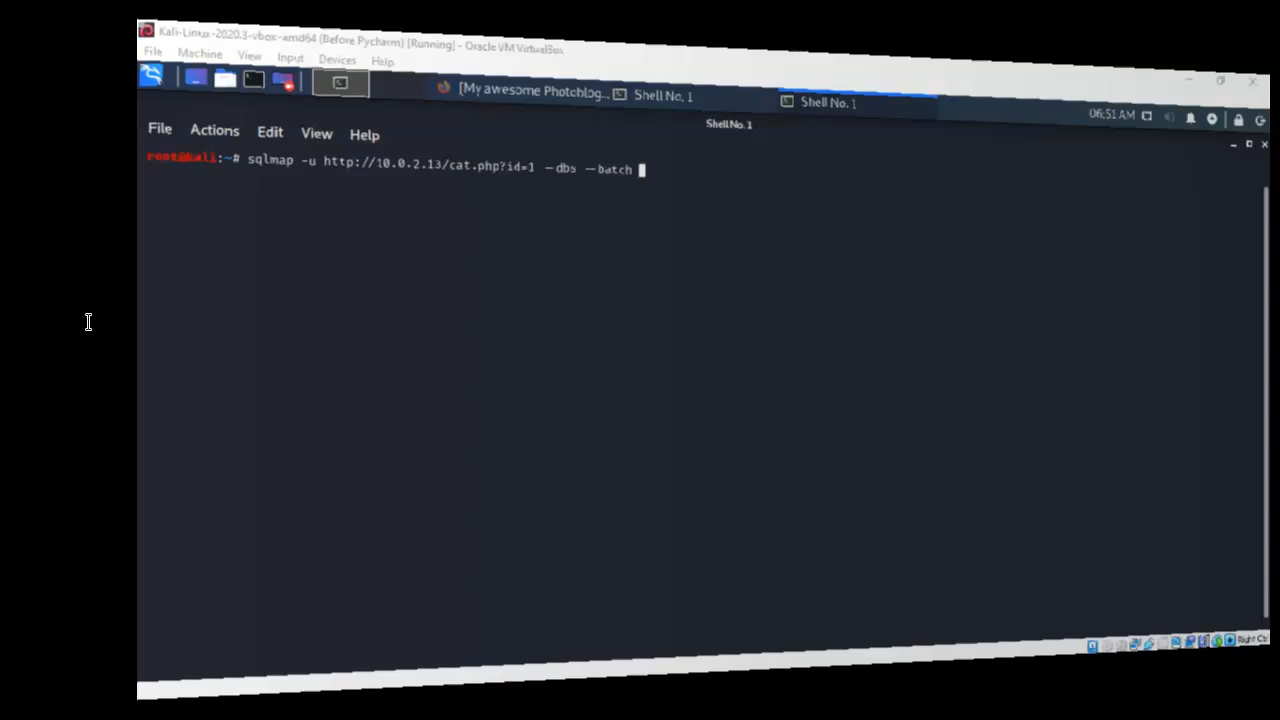 Kali-Linux-2020.3-vbox-amd64 (Before Pycharm) [Running] - Oracle VM VirtualBox
File Machine View Input Devices Help
[My awesome Photoblog... Shell No. 1 Shell No. 1 06:51 AM
Shell No. 1
File Actions Edit View Help
root@kali:~# sqlmap -u http://10.0.2.13/cat.php?id=1 --dbs --batch
Right Ctrl